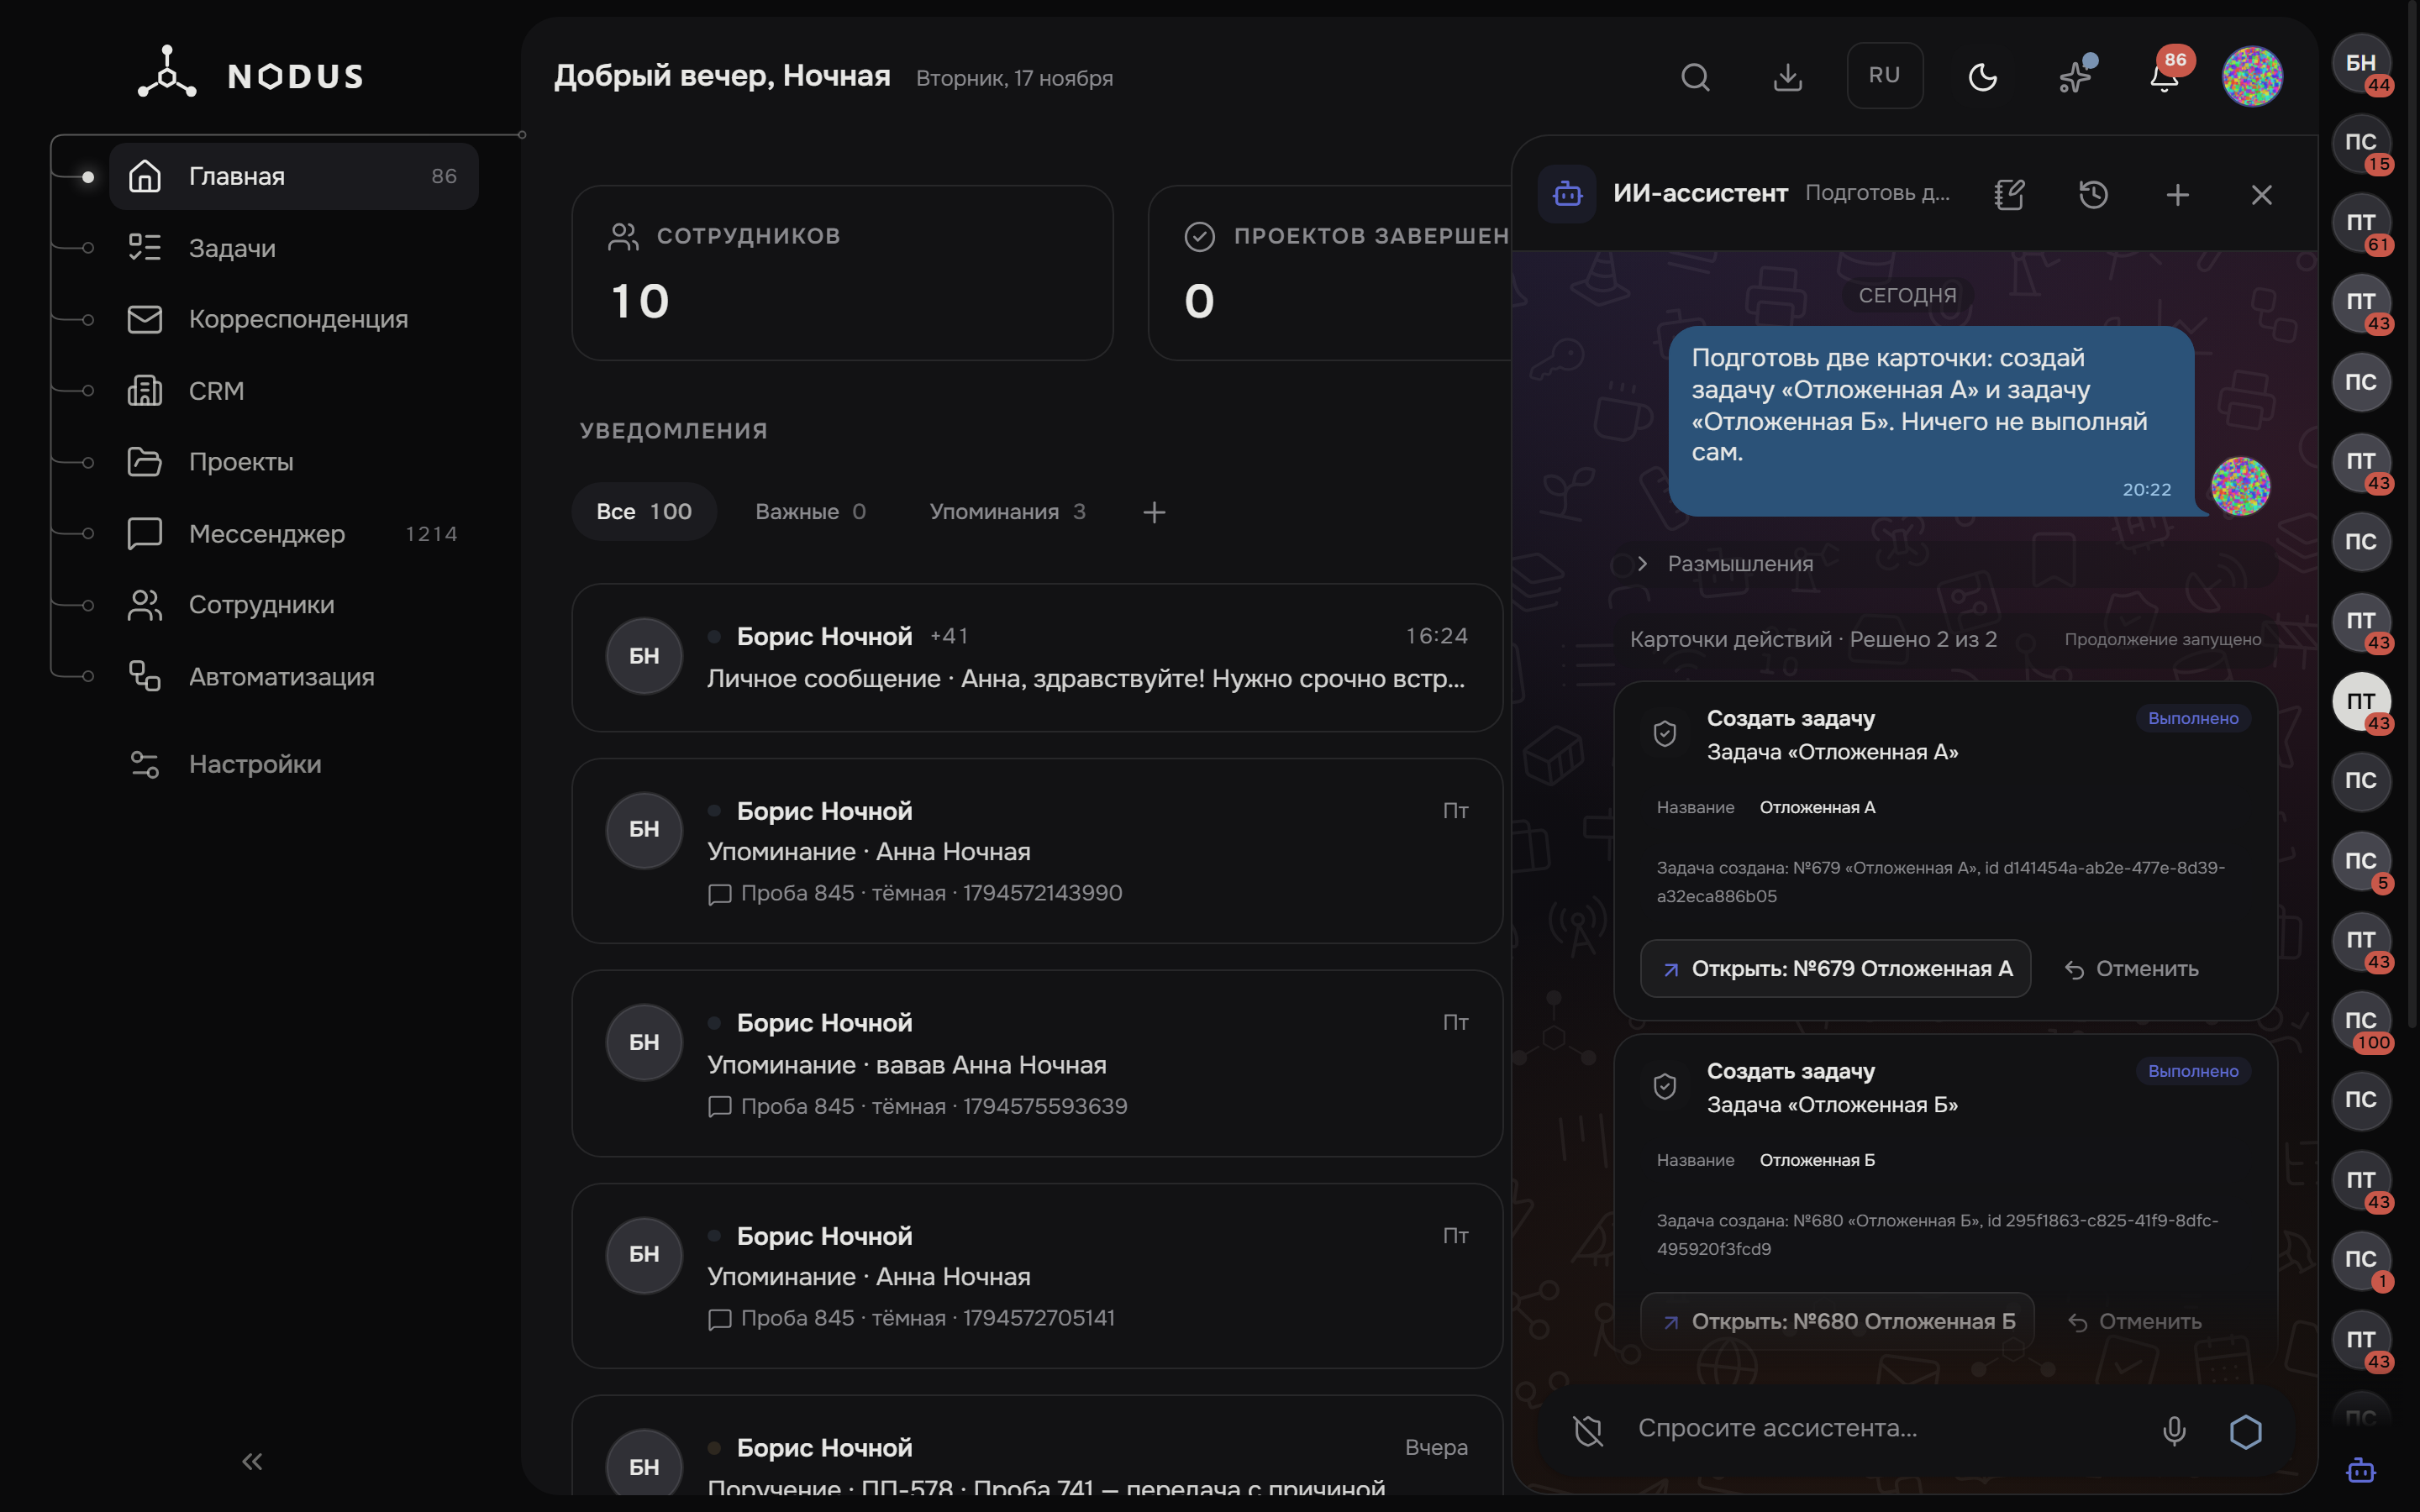 NODUS
Главная 86
Задачи
Корреспонденция
CRM
Проекты
Мессенджер 1214
Сотрудники
Автоматизация
Настройки
Добрый вечер, Ночная Вторник, 17 ноября
RU
86
СОТРУДНИКОВ
10
ПРОЕКТОВ ЗАВЕРШЕН
0
УВЕДОМЛЕНИЯ
Все 100 Важные 0 Упоминания 3
БН
Борис Ночной +41 16:24
Личное сообщение · Анна, здравствуйте! Нужно срочно встр...
БН
Борис Ночной Пт
Упоминание · Анна Ночная
Проба 845 · тёмная · 1794572143990
БН
Борис Ночной Пт
Упоминание · вавав Анна Ночная
Проба 845 · тёмная · 1794575593639
БН
Борис Ночной Пт
Упоминание · Анна Ночная
Проба 845 · тёмная · 1794572705141
БН
Борис Ночной Вчера
Поручение · ПП-578 · Проба 741 — передача с причиной
ИИ-ассистент Подготовь д...
СЕГОДНЯ
Подготовь две карточки: создай
задачу «Отложенная А» и задачу
«Отложенная Б». Ничего не выполняй
сам.
20:22
Размышления
Карточки действий · Решено 2 из 2 Продолжение запущено
Создать задачу Выполнено
Задача «Отложенная А»
Название Отложенная А
Задача создана: №679 «Отложенная А», id d141454a-ab2e-477e-8d39-
a32eca886b05
Открыть: №679 Отложенная А Отменить
Создать задачу Выполнено
Задача «Отложенная Б»
Название Отложенная Б
Задача создана: №680 «Отложенная Б», id 295f1863-c825-41f9-8dfc-
495920f3fcd9
Открыть: №680 Отложенная Б Отменить
Спросите ассистента...
БН
44
ПС
15
ПТ
61
ПТ
43
ПС
ПТ
43
ПС
ПТ
43
ПТ
43
ПС
ПС
5
ПТ
43
ПС
100
ПС
ПТ
43
ПС
1
ПТ
43
ПС